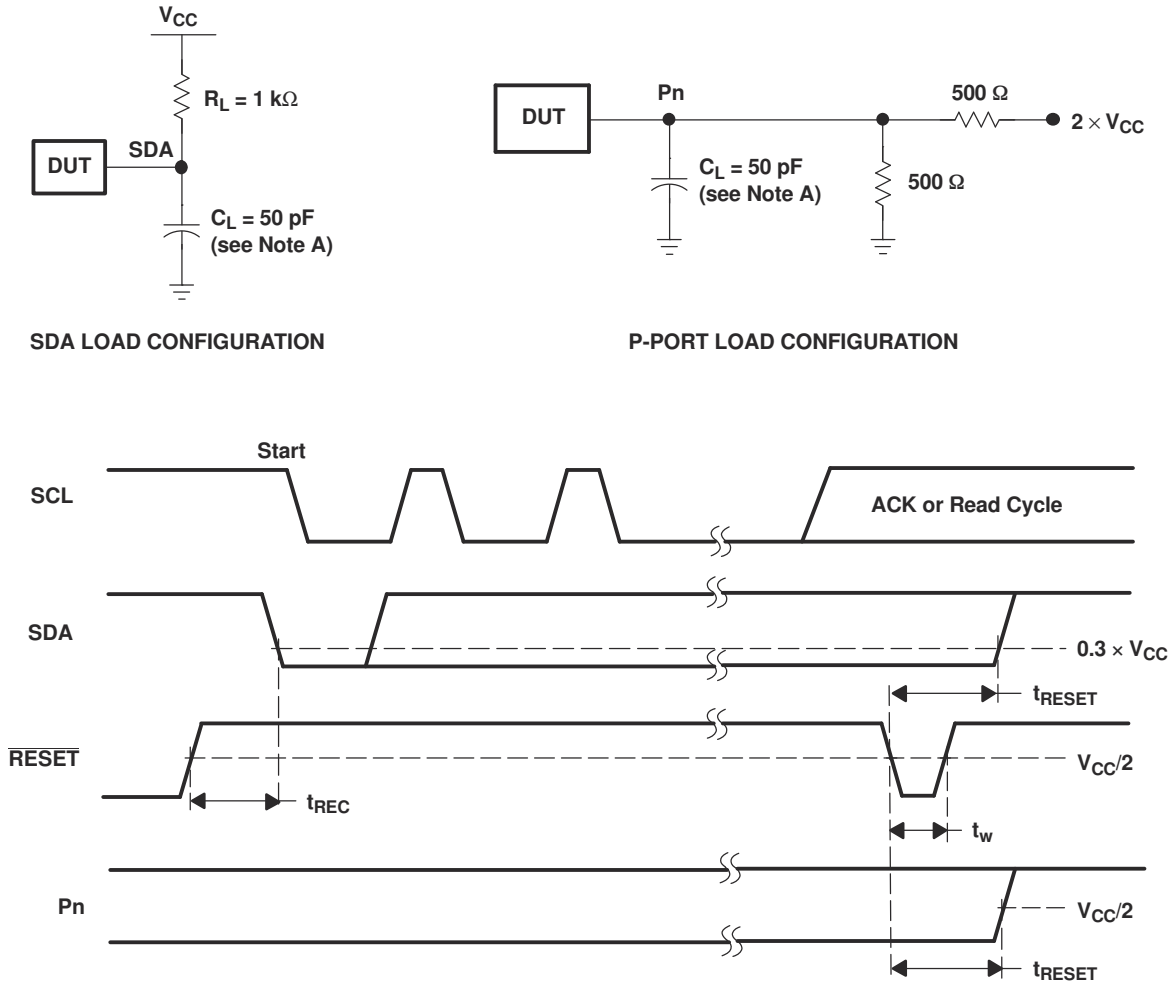 VCC
RL = 1 kΩ
DUT
SDA
CL = 50 pF
(see Note A)
SDA LOAD CONFIGURATION
DUT
Pn
500 Ω
2 × VCC
CL = 50 pF
(see Note A)
500 Ω
P-PORT LOAD CONFIGURATION
Start
SCL
ACK or Read Cycle
SDA
0.3 × VCC
tRESET
RESET
VCC/2
tREC
tw
Pn
VCC/2
tRESET